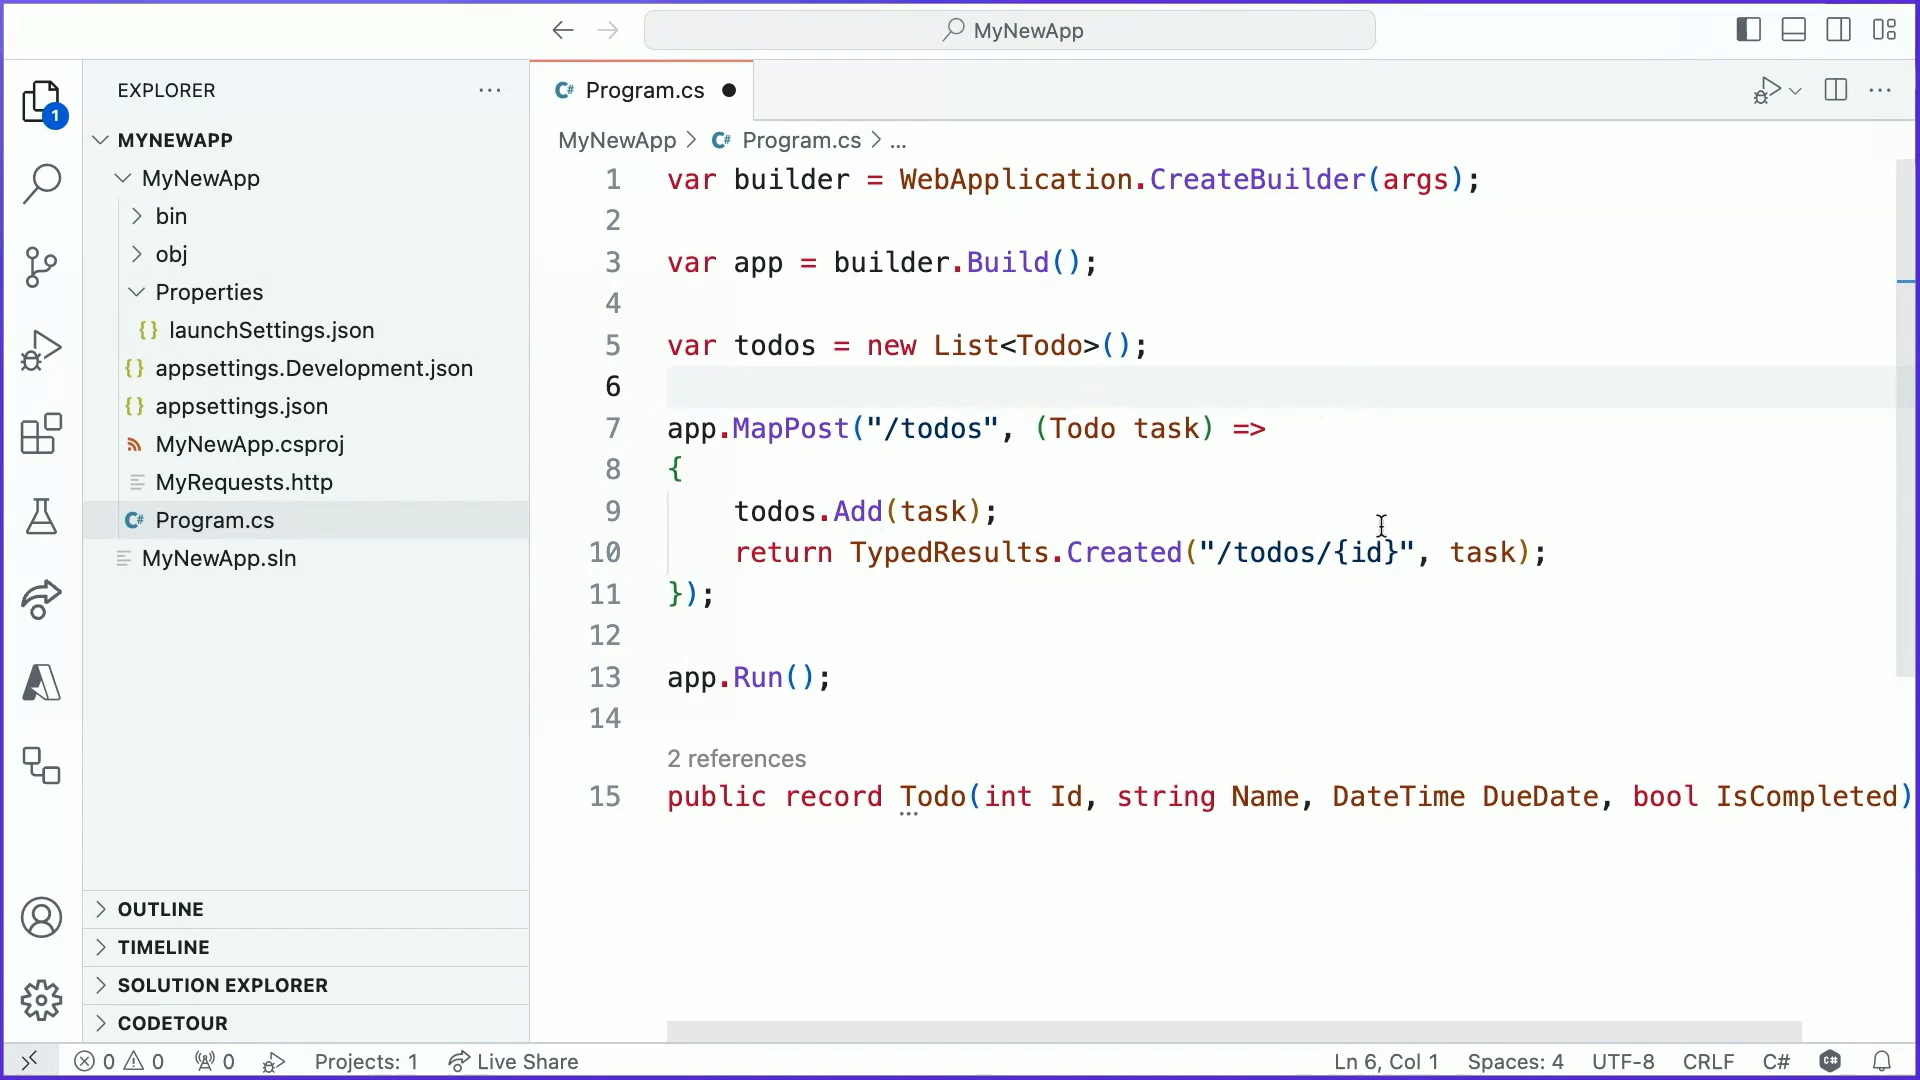 MyNewApp
1
EXPLORER
C# Program.cs
MYNEWAPP
MyNewApp > C# Program.cs > ...
MyNewApp
bin
obj
Properties
{} launchSettings.json
{} appsettings.Development.json
{} appsettings.json
MyNewApp.csproj
MyRequests.http
C# Program.cs
MyNewApp.sln
OUTLINE
TIMELINE
SOLUTION EXPLORER
CODETOUR
1 var builder = WebApplication.CreateBuilder(args);
2
3 var app = builder.Build();
4
5 var todos = new List<Todo>();
6
7 app.MapPost("/todos", (Todo task) =>
8 {
9     todos.Add(task);
10     return TypedResults.Created("/todos/{id}", task);
11 });
12
13 app.Run();
14
2 references
15 public record Todo(int Id, string Name, DateTime DueDate, bool IsCompleted)
0 0 0 Projects: 1 Live Share Ln 6, Col 1 Spaces: 4 UTF-8 CRLF C#